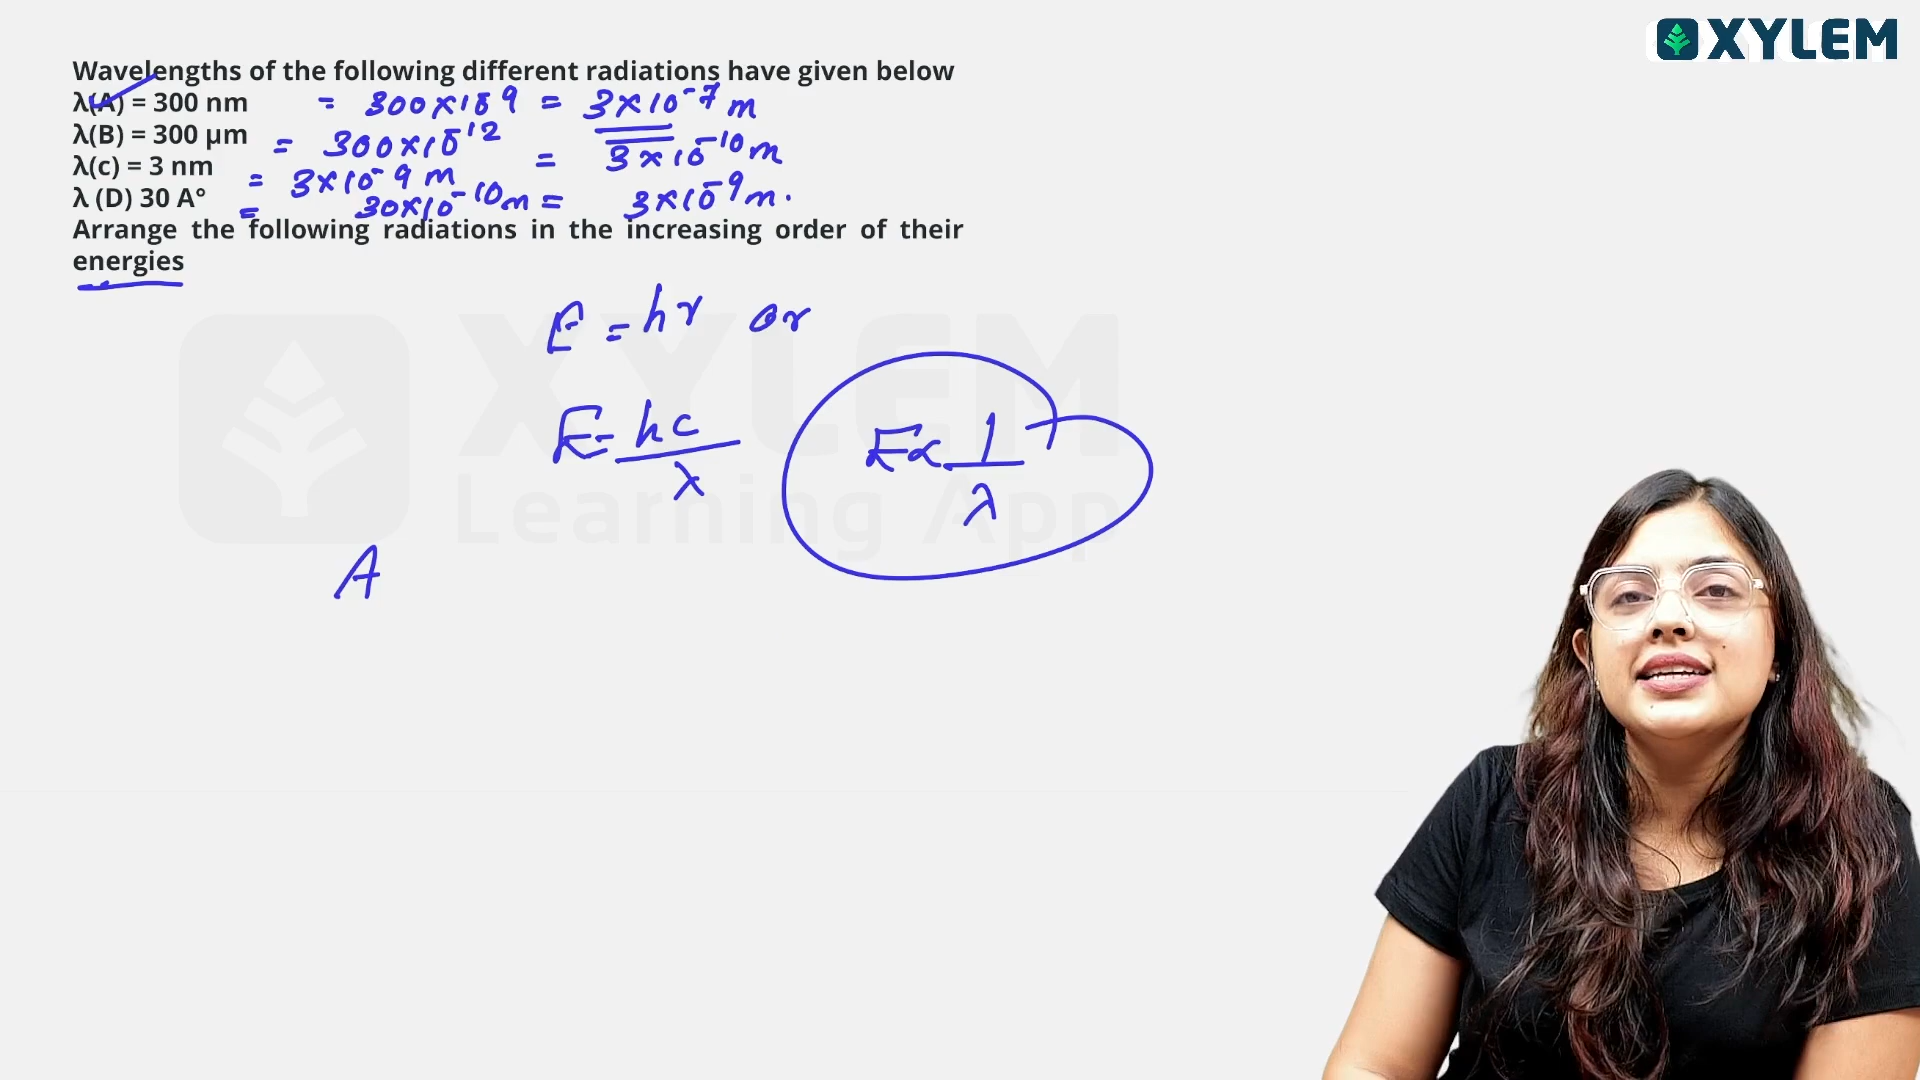 XYLEM
Wavelengths of the following different radiations have given below
λ(A) = 300 nm = 300×10⁻⁹ = 3×10⁻⁷ m
λ(B) = 300 μm = 300×10⁻¹² = 3×10⁻¹⁰ m
λ(c) = 3 nm = 3×10⁻⁹ m
λ (D) 30 A° = 30×10⁻¹⁰ m = 3×10⁻⁹ m.
Arrange the following radiations in the increasing order of their
energies
E = hγ or
E = hc/λ E ∝ 1/λ
XYLEM
Learning App
A